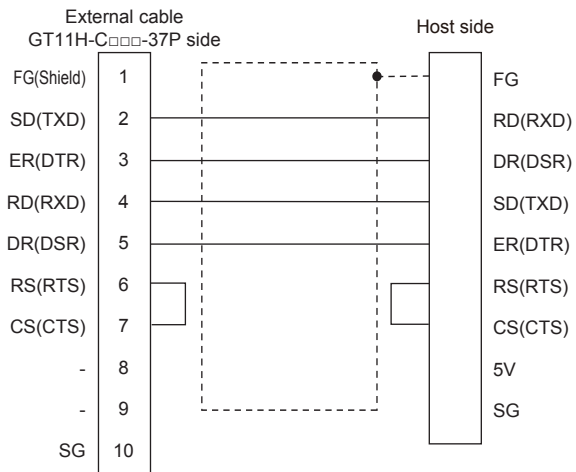 External cable
GT11H-C□□□-37P side
Host side
FG(Shield) 1 FG
SD(TXD) 2 RD(RXD)
ER(DTR) 3 DR(DSR)
RD(RXD) 4 SD(TXD)
DR(DSR) 5 ER(DTR)
RS(RTS) 6 RS(RTS)
CS(CTS) 7 CS(CTS)
- 8 5V
- 9 SG
SG 10